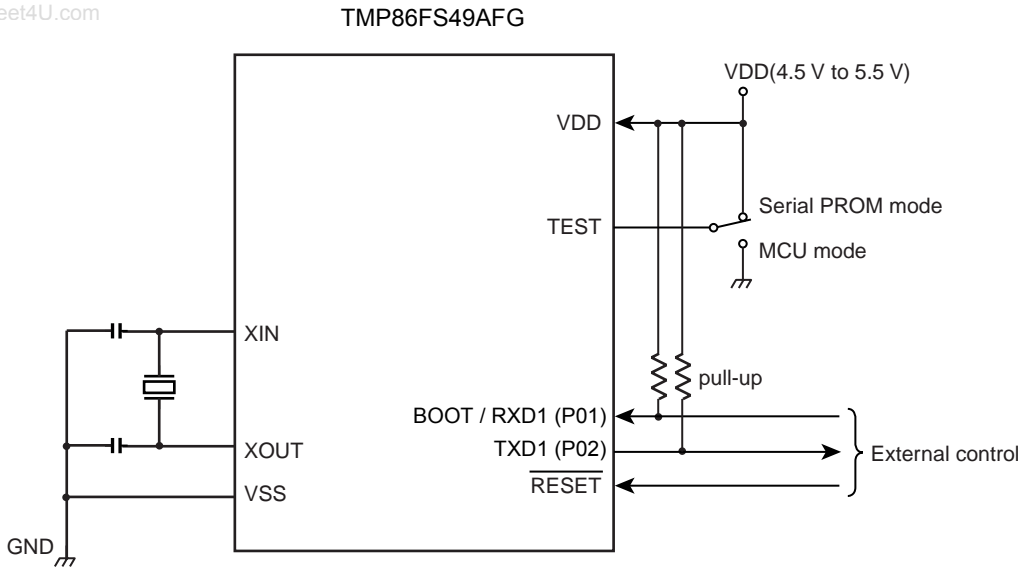 eet4U.com
TMP86FS49AFG
VDD(4.5 V to 5.5 V)
VDD
Serial PROM mode
TEST
MCU mode
XIN
pull-up
BOOT / RXD1 (P01)
XOUT
TXD1 (P02)
External control
RESET
VSS
GND